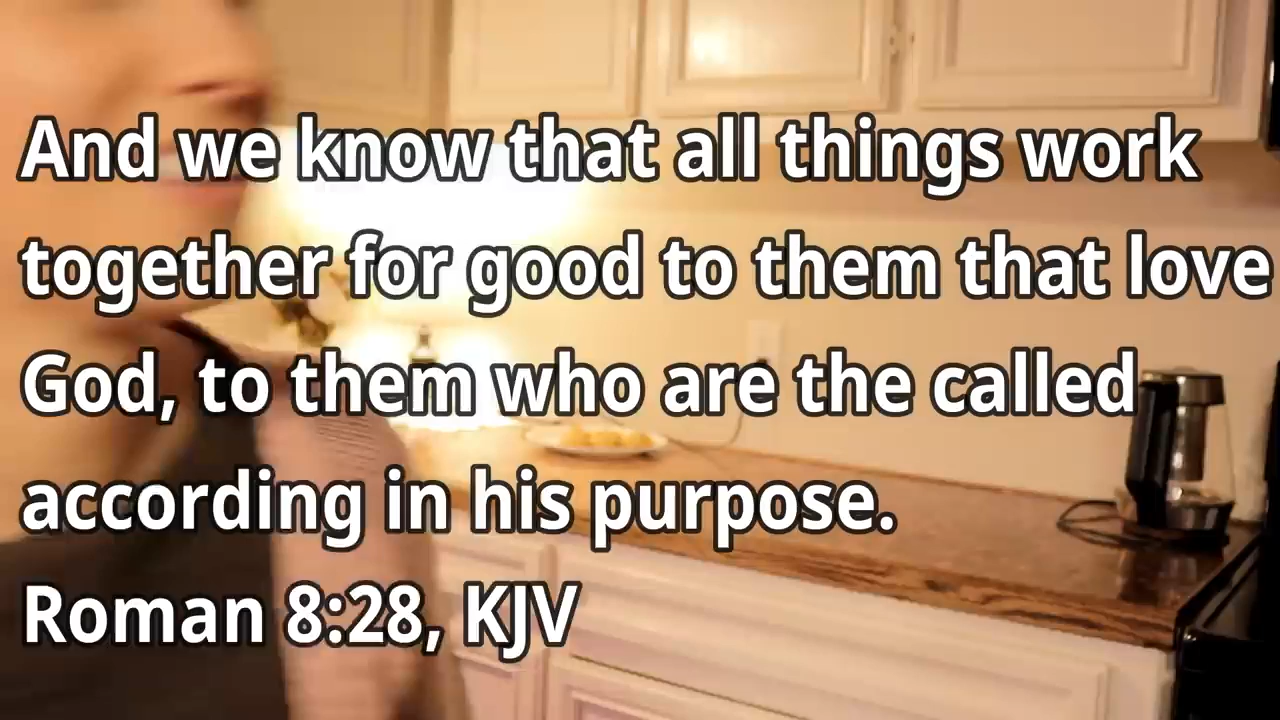 And we know that all things work
together for good to them that love
God, to them who are the called
according in his purpose.
Roman 8:28, KJV